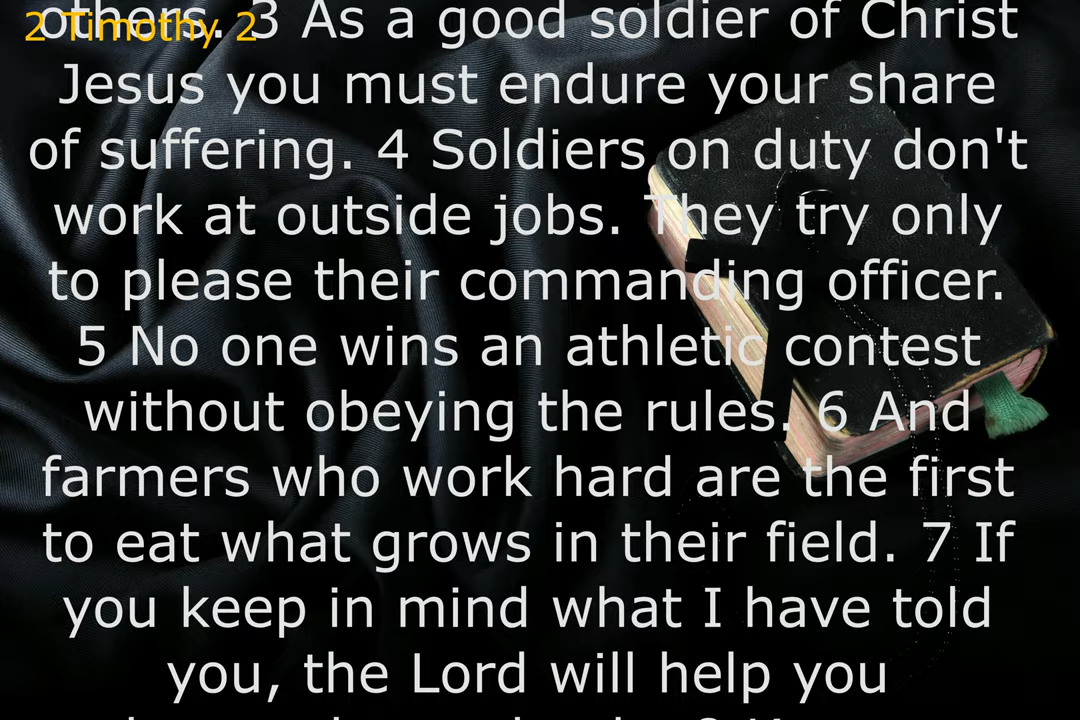 2 Timothy 2
others. 3 As a good soldier of Christ
Jesus you must endure your share
of suffering. 4 Soldiers on duty don't
work at outside jobs. They try only
to please their commanding officer.
5 No one wins an athletic contest
without obeying the rules. 6 And
farmers who work hard are the first
to eat what grows in their field. 7 If
you keep in mind what I have told
you, the Lord will help you